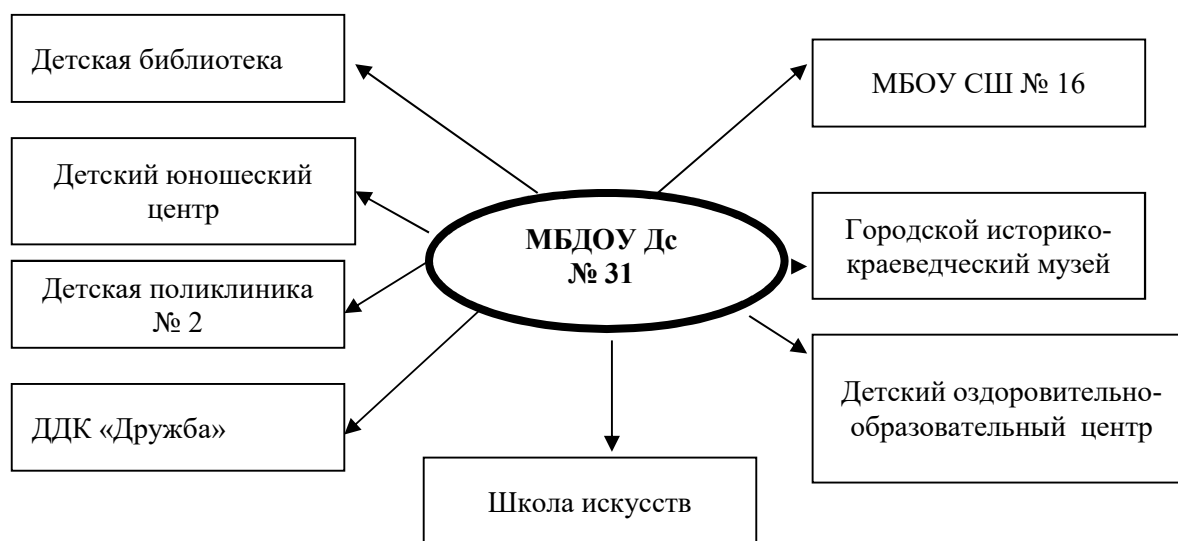 Детская библиотека
МБОУ СШ № 16
Детский юношеский
центр
МБДОУ Дс
№ 31
Городской историко-
краеведческий музей
Детская поликлиника
№ 2
ДДК «Дружба»
Детский оздоровительно-
образовательный центр
Школа искусств